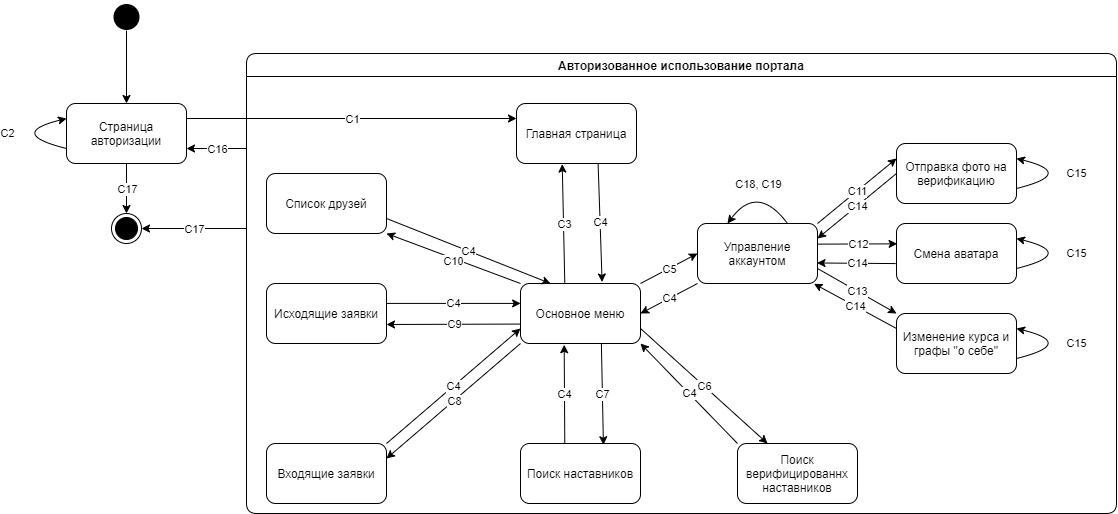 Авторизованное использование портала
Страница
авторизации
C2
C1
C16
C17
C17
Главная страница
Список друзей
C3
C4
C4
C10
C18, C19
Управление
аккаунтом
C11
C14
Отправка фото на
верификацию
C15
C12
C14
Смена аватара
C15
C13
C14
Изменение курса и
графы "о себе"
C15
C5
C4
Исходящие заявки
C4
C9
Основное меню
C4
C8
C4
C7
C6
C4
Входящие заявки
Поиск наставников
Поиск
верифицированнх
наставников